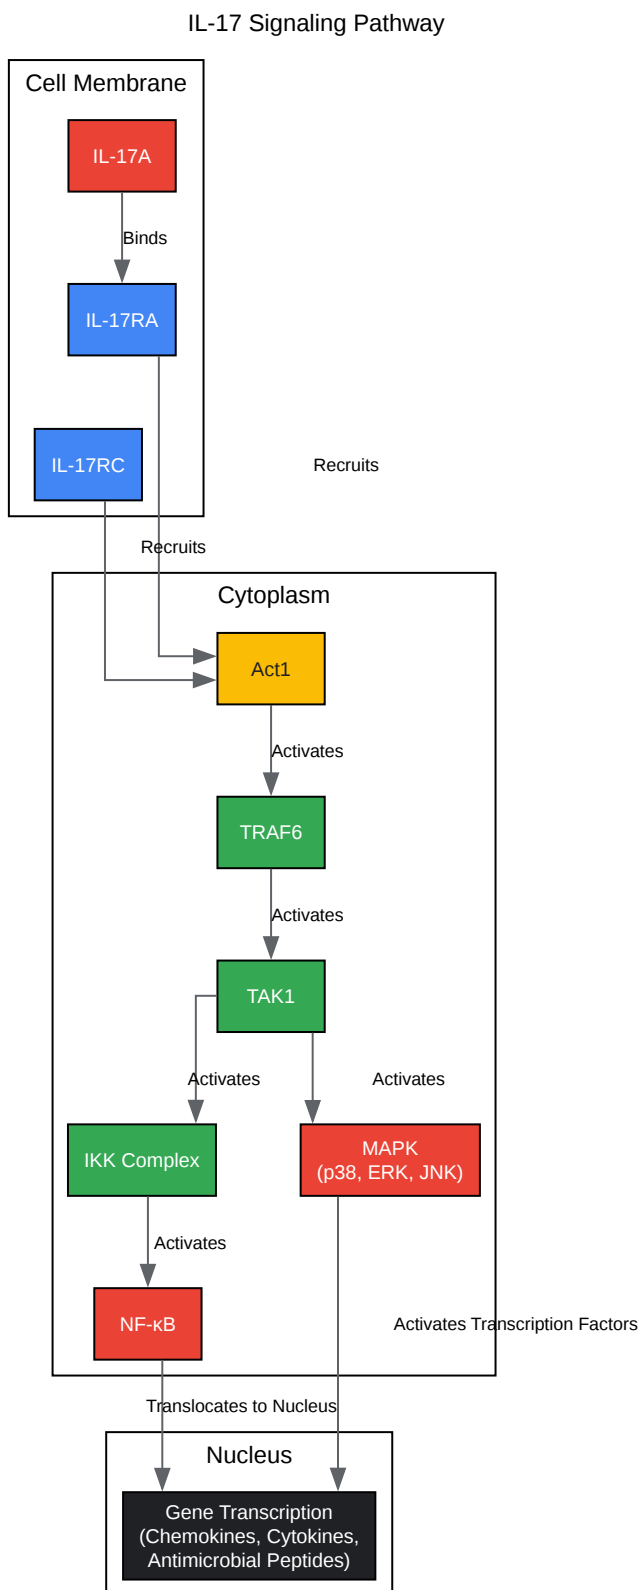 IL-17 Signaling Pathway
Cell Membrane
IL-17A
Binds
IL-17RA
IL-17RC
Recruits
Recruits
Cytoplasm
Act1
Activates
TRAF6
Activates
TAK1
Activates
Activates
IKK Complex
MAPK
(p38, ERK, JNK)
Activates
NF-κB
Activates Transcription Factors
Translocates to Nucleus
Nucleus
Gene Transcription
(Chemokines, Cytokines,
Antimicrobial Peptides)